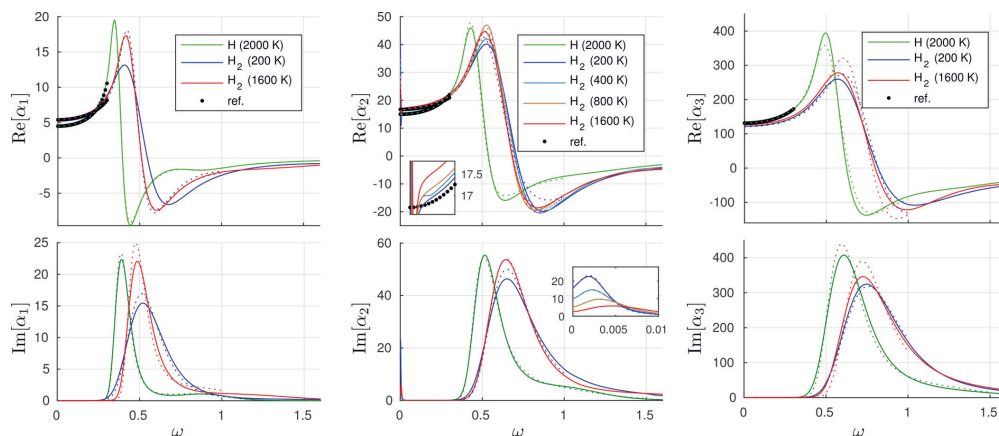 20
15
10
5
0
-5
Re[α₁]
H (2000 K)
H₂ (200 K)
H₂ (1600 K)
ref.
50
40
30
20
10
0
-10
-20
Re[α₂]
H (2000 K)
H₂ (200 K)
H₂ (400 K)
H₂ (800 K)
H₂ (1600 K)
ref.
17.5
17
400
300
200
100
0
-100
Re[α₃]
H (2000 K)
H₂ (200 K)
H₂ (1600 K)
ref.
25
20
15
10
5
0
Im[α₁]
0 0.5 1 1.5
ω
60
40
20
0
Im[α₂]
0 0.5 1 1.5
ω
20
10
0
0 0.005 0.01
400
300
200
100
0
Im[α₃]
0 0.5 1 1.5
ω